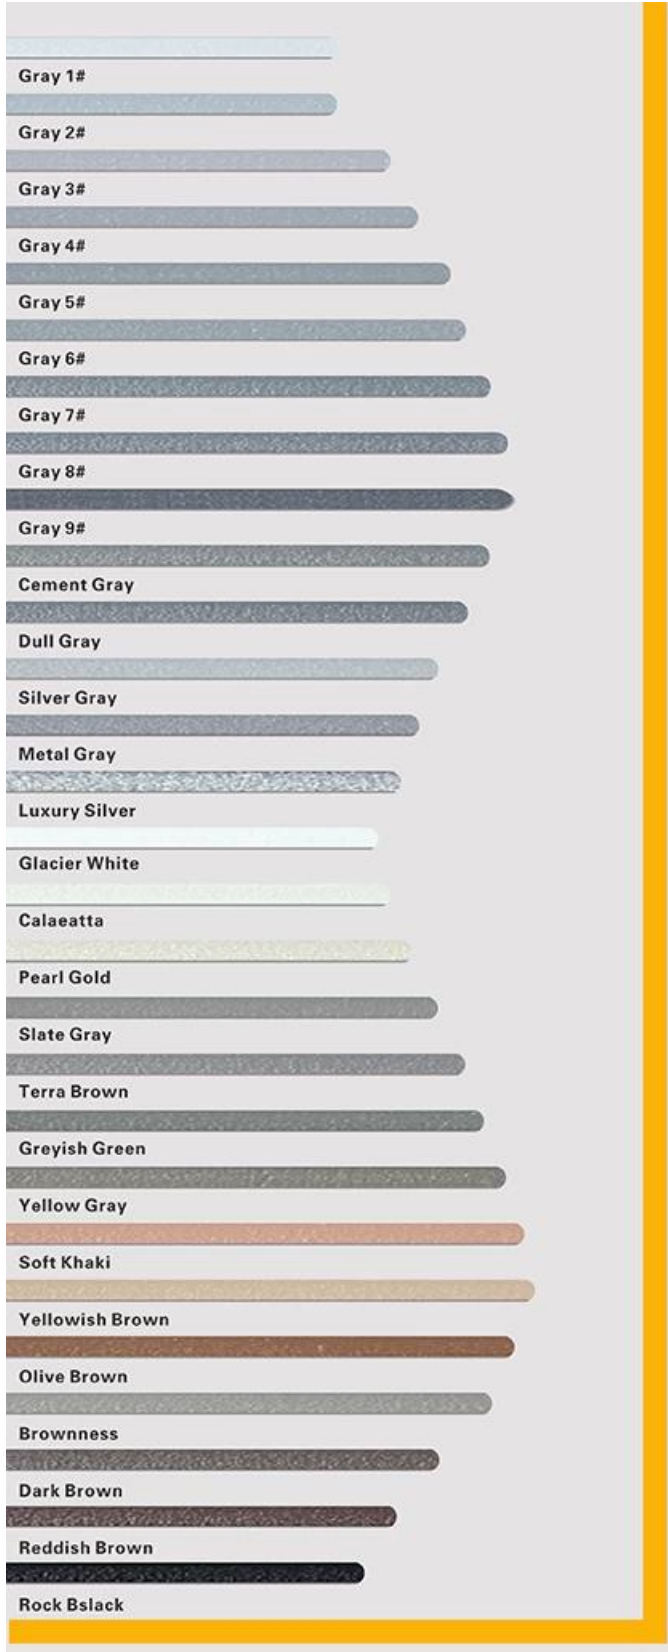 Gray 1#
Gray 2#
Gray 3#
Gray 4#
Gray 5#
Gray 6#
Gray 7#
Gray 8#
Gray 9#
Cement Gray
Dull Gray
Silver Gray
Metal Gray
Luxury Silver
Glacier White
Calaeatta
Pearl Gold
Slate Gray
Terra Brown
Greyish Green
Yellow Gray
Soft Khaki
Yellowish Brown
Olive Brown
Brownness
Dark Brown
Reddish Brown
Rock Bslack